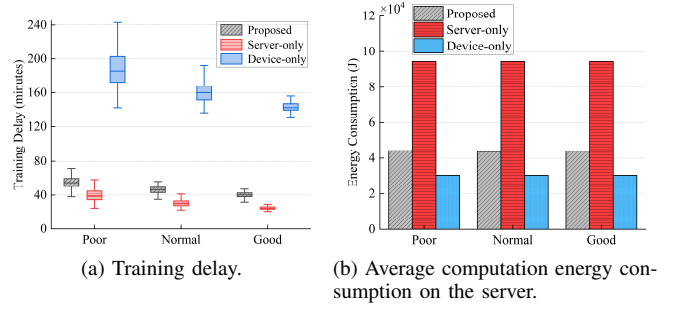 Training Delay (minutes)
240
200
160
120
80
40
0
Proposed
Server-only
Device-only
Poor
Normal
Good
(a) Training delay.
×10⁴
Energy Consumption (J)
12
10
8
6
4
2
0
Proposed
Server-only
Device-only
Poor
Normal
Good
(b) Average computation energy con-
sumption on the server.